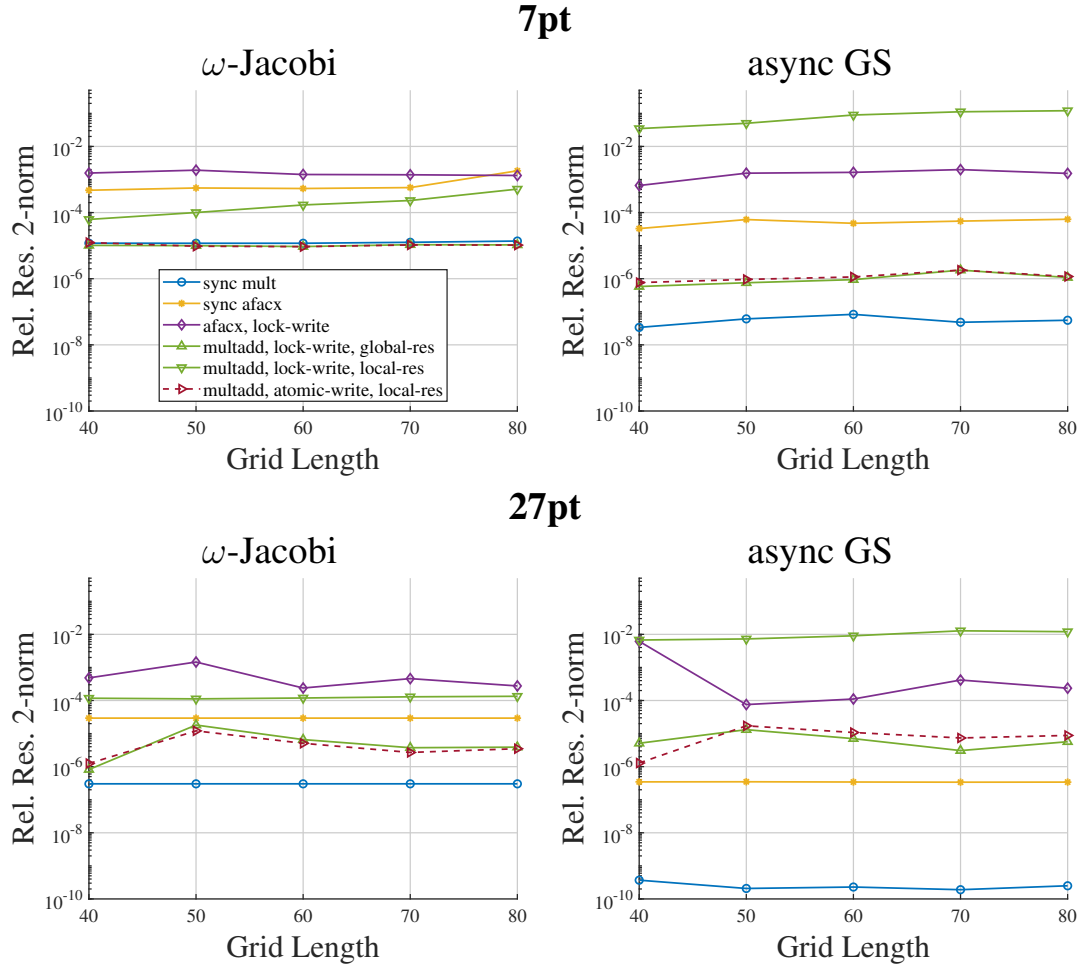 7pt
ω-Jacobi
async GS
Rel. Res. 2-norm
10^-2
10^-4
10^-6
10^-8
10^-10
40 50 60 70 80
Grid Length
sync mult
sync afacx
afacx, lock-write
multadd, lock-write, global-res
multadd, lock-write, local-res
multadd, atomic-write, local-res
Rel. Res. 2-norm
10^-2
10^-4
10^-6
10^-8
10^-10
40 50 60 70 80
Grid Length
27pt
ω-Jacobi
async GS
Rel. Res. 2-norm
10^-2
10^-4
10^-6
10^-8
10^-10
40 50 60 70 80
Grid Length
Rel. Res. 2-norm
10^-2
10^-4
10^-6
10^-8
10^-10
40 50 60 70 80
Grid Length